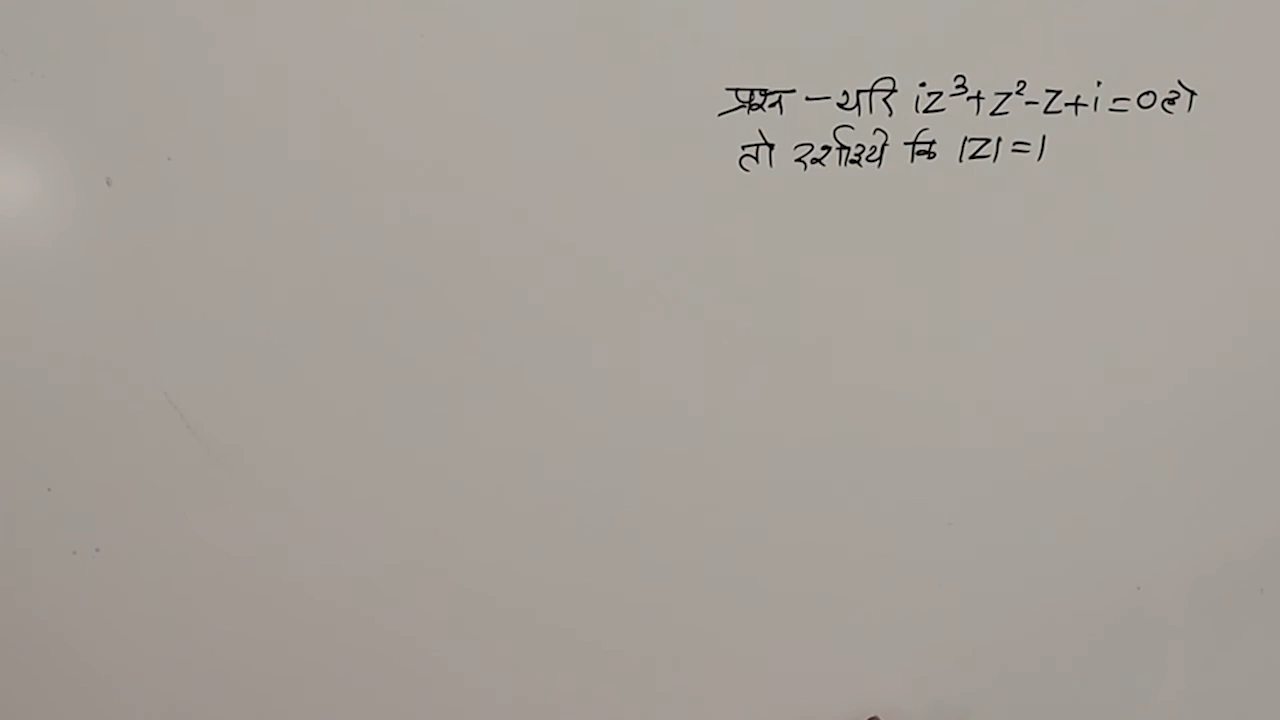 प्रश्न - यदि iz³+z²-z+i=0 हो
तो दर्शाइये कि |z|=1